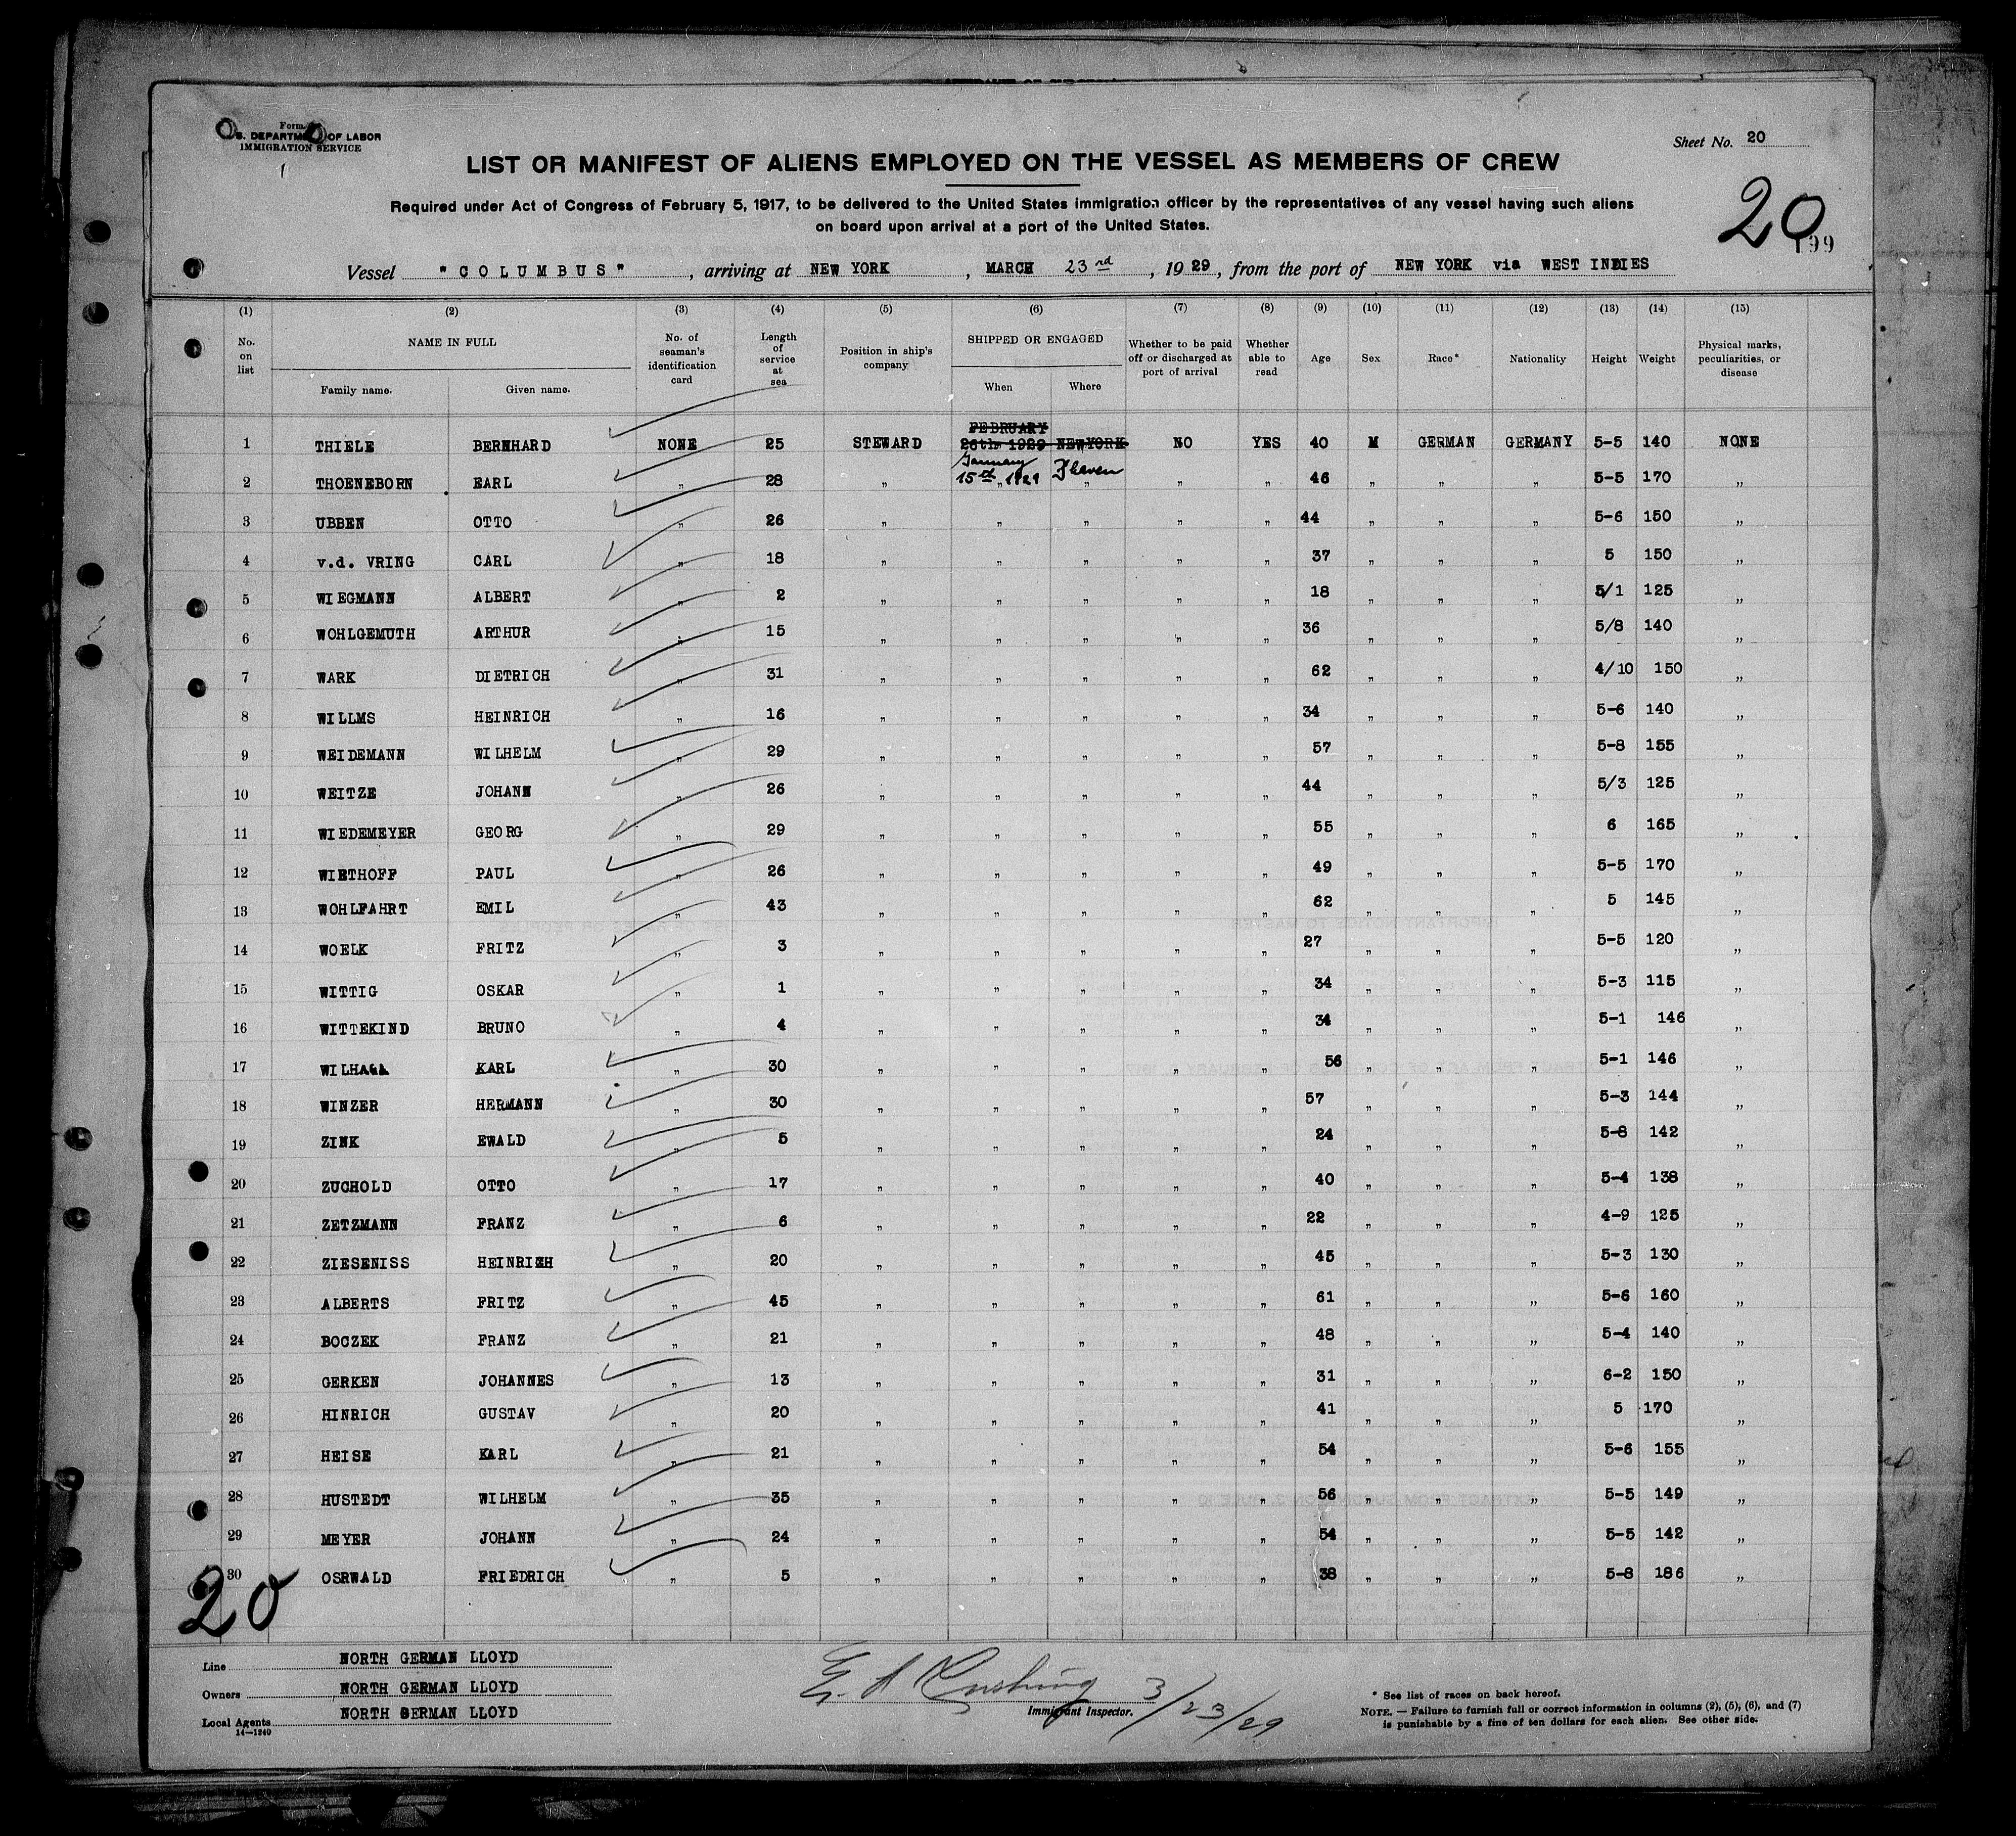 Form
U.S. DEPARTMENT OF LABOR
IMMIGRATION SERVICE
Sheet No. 20
LIST OR MANIFEST OF ALIENS EMPLOYED ON THE VESSEL AS MEMBERS OF CREW
Required under Act of Congress of February 5, 1917, to be delivered to the United States immigration officer by the representatives of any vessel having such aliens
on board upon arrival at a port of the United States.
20
199
Vessel "COLUMBUS", arriving at NEW YORK, MARCH 23rd, 1929, from the port of NEW YORK via WEST INDIES
(1) (2) (3) (4) (5) (6) (7) (8) (9) (10) (11) (12) (13) (14) (15)
No. on list NAME IN FULL Family name. Given name. No. of seaman's identification card Length of service at sea Position in ship's company SHIPPED OR ENGAGED When Where Whether to be paid off or discharged at port of arrival Whether able to read Age Sex Race* Nationality Height Weight Physical marks, peculiarities, or disease
1 THIELE BERNHARD NONE 25 STEWARD FEBRUARY 26th 1929 NEW YORK NO YES 40 M GERMAN GERMANY 5-5 140 NONE
January 15th 1929 Bhaven
2 THOENEBORN EARL " 28 " " " " " 46 " " " 5-5 170 "
3 UBBEN OTTO " 26 " " " " " 44 " " " 5-6 150 "
4 v.d. VRING CARL " 18 " " " " " 37 " " " 5 150 "
5 WIEGMANN ALBERT " 2 " " " " " 18 " " " 5/1 125 "
6 WOHLGEMUTH ARTHUR " 15 " " " " " 36 " " " 5/8 140 "
7 WARK DIETRICH " 31 " " " " " 62 " " " 4/10 150 "
8 WILLMS HEINRICH " 16 " " " " " 34 " " " 5-6 140 "
9 WEIDEMANN WILHELM " 29 " " " " " 57 " " " 5-8 155 "
10 WEITZE JOHANN " 26 " " " " " 44 " " " 5/3 125 "
11 WIEDEMEYER GEORG " 29 " " " " " 55 " " " 6 165 "
12 WIETHOFF PAUL " 26 " " " " " 49 " " " 5-5 170 "
13 WOHLFAHRT EMIL " 43 " " " " " 62 " " " 5 145 "
14 WOELK FRITZ " 3 " " " " " 27 " " " 5-5 120 "
15 WITTIG OSKAR " 1 " " " " " 34 " " " 5-3 115 "
16 WITTEKIND BRUNO " 4 " " " " " 34 " " " 5-1 146 "
17 KARL " 30 " " " " " 56 " " " 5-1 146 "
18 WINZER HERMANN " 30 " " " " " 57 " " " 5-3 144 "
19 ZINK EWALD " 5 " " " " " 24 " " " 5-8 142 "
20 ZUCHOLD OTTO " 17 " " " " " 40 " " " 5-4 138 "
21 ZETZMANN FRANZ " 6 " " " " " 22 " " " 4-9 125 "
22 ZIESENISS HEINRICH " 20 " " " " " 45 " " " 5-3 130 "
23 ALBERTS FRITZ " 45 " " " " " 61 " " " 5-6 160 "
24 BOCZEK FRANZ " 21 " " " " " 48 " " " 5-4 140 "
25 GERKEN JOHANNES " 13 " " " " " 31 " " " 6-2 150 "
26 HINRICH GUSTAV " 20 " " " " " 41 " " " 5 170 "
27 HEISE KARL " 21 " " " " " 54 " " " 5-6 155 "
28 HUSTEDT WILHELM " 35 " " " " " 56 " " " 5-5 149 "
29 MEYER JOHANN " 24 " " " " " 54 " " " 5-5 142 "
30 OSRWALD FRIEDRICH " 5 " " " " " 38 " " " 5-8 186 "
20
Line NORTH GERMAN LLOYD
Owners NORTH GERMAN LLOYD
Local Agents NORTH GERMAN LLOYD
14—1240
E. A Cushing 3/23/29
Immigrant Inspector.
* See list of races on back hereof.
NOTE. — Failure to furnish full or correct information in columns (2), (5), (6), and (7)
is punishable by a fine of ten dollars for each alien. See other side.